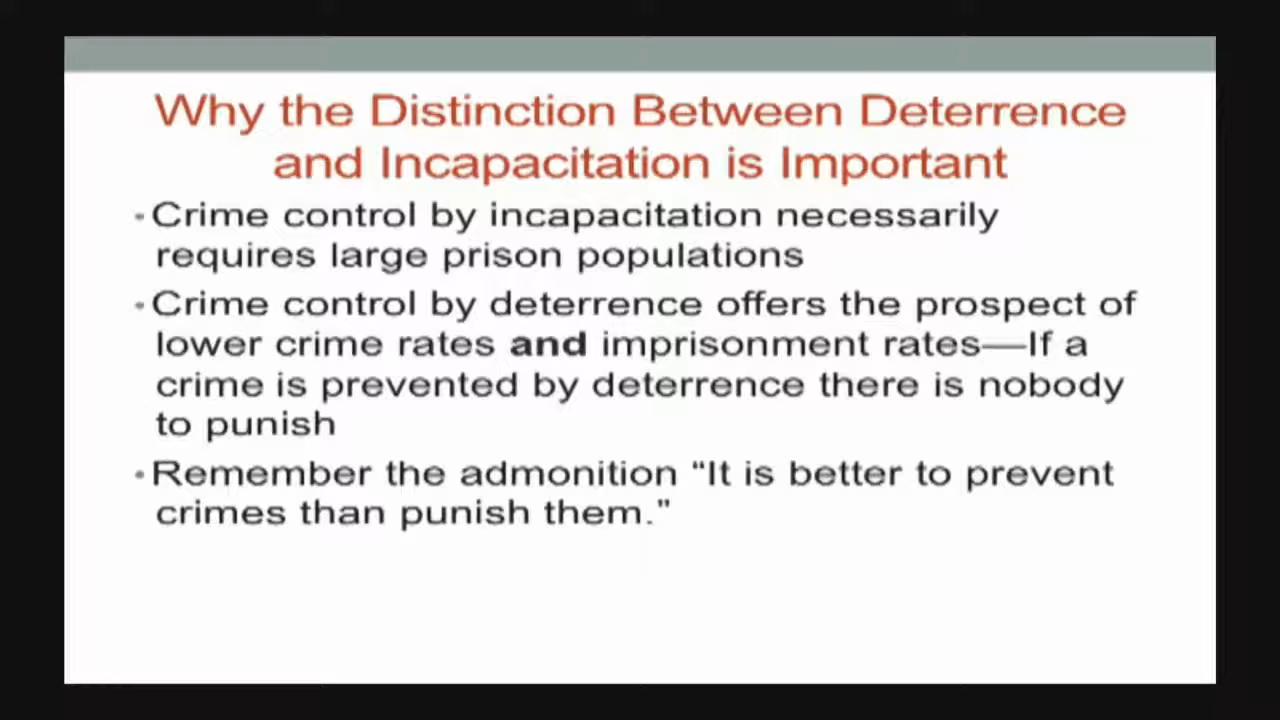 Why the Distinction Between Deterrence
and Incapacitation is Important
• Crime control by incapacitation necessarily
requires large prison populations
• Crime control by deterrence offers the prospect of
lower crime rates and imprisonment rates—If a
crime is prevented by deterrence there is nobody
to punish
• Remember the admonition “It is better to prevent
crimes than punish them."